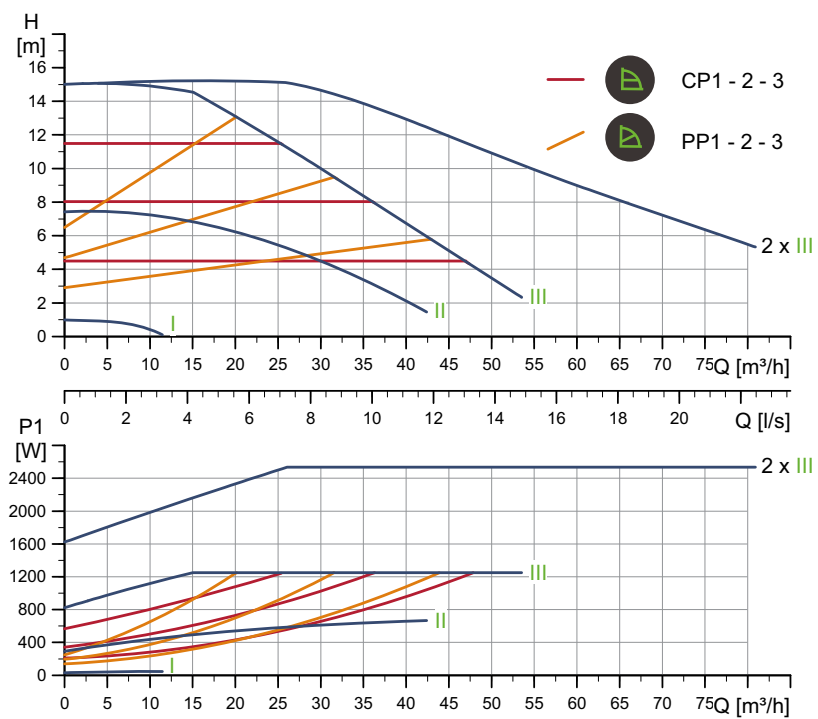 H
[m]
16
14
12
10
8
6
4
2
0
CP1 - 2 - 3
PP1 - 2 - 3
2 x III
III
II
I
0 5 10 15 20 25 30 35 40 45 50 55 60 65 70 75 Q [m³/h]
0 2 4 6 8 10 12 14 16 18 20 Q [l/s]
P1
[W]
2400
2000
1600
1200
800
400
0
2 x III
III
II
I
0 5 10 15 20 25 30 35 40 45 50 55 60 65 70 75 Q [m³/h]